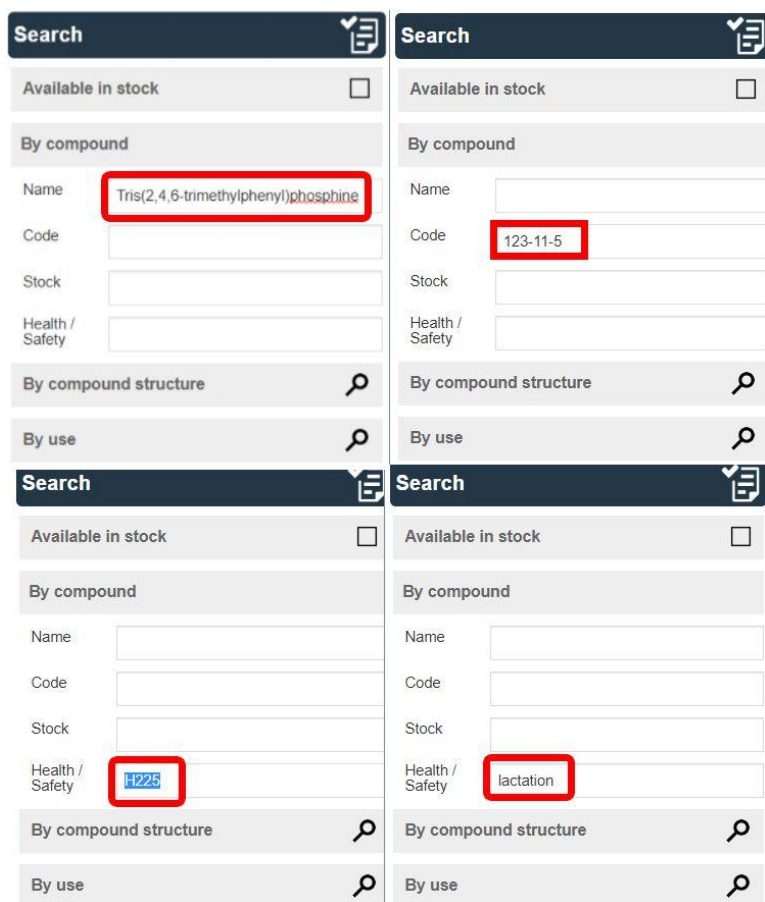 Search
Available in stock
By compound
Name Tris(2,4,6-trimethylphenyl)phosphine
Code
Stock
Health /
Safety
By compound structure
By use
Search
Available in stock
By compound
Name
Code 123-11-5
Stock
Health /
Safety
By compound structure
By use
Search
Available in stock
By compound
Name
Code
Stock
Health /
Safety H225
By compound structure
By use
Search
Available in stock
By compound
Name
Code
Stock
Health /
Safety lactation
By compound structure
By use